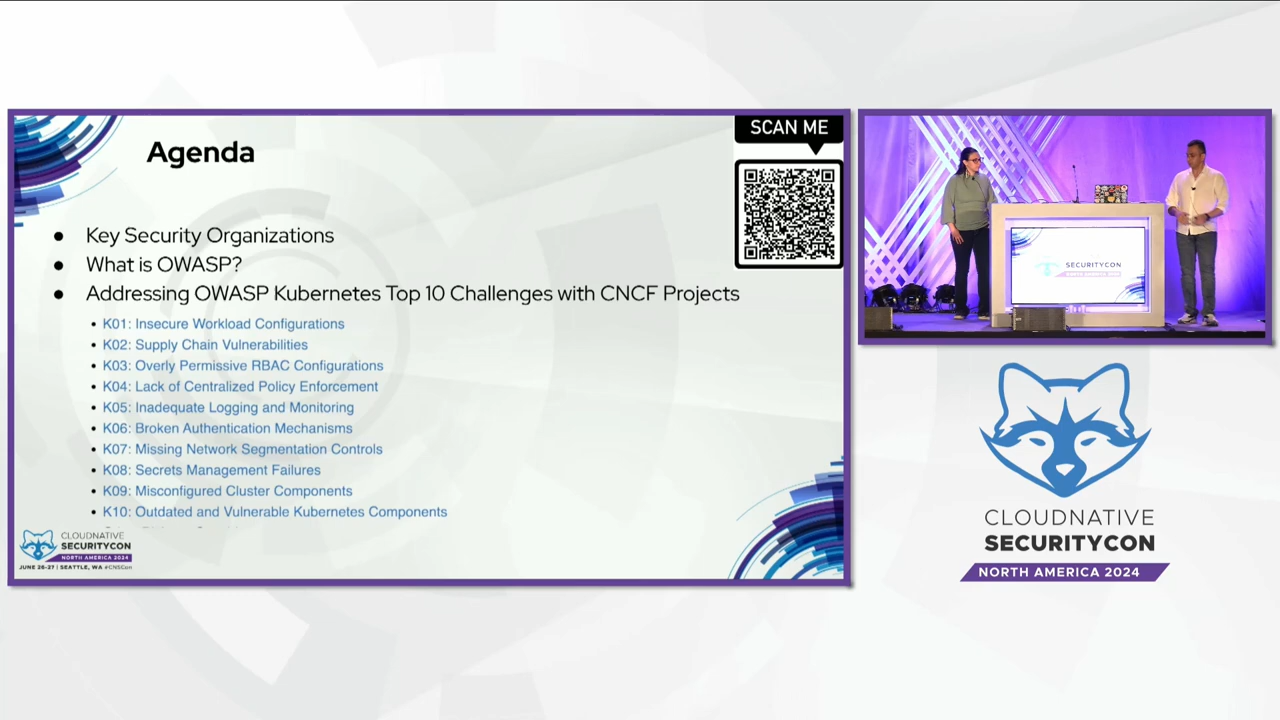 Agenda
SCAN ME
Key Security Organizations
What is OWASP?
Addressing OWASP Kubernetes Top 10 Challenges with CNCF Projects
K01: Insecure Workload Configurations
K02: Supply Chain Vulnerabilities
K03: Overly Permissive RBAC Configurations
K04: Lack of Centralized Policy Enforcement
K05: Inadequate Logging and Monitoring
K06: Broken Authentication Mechanisms
K07: Missing Network Segmentation Controls
K08: Secrets Management Failures
K09: Misconfigured Cluster Components
K10: Outdated and Vulnerable Kubernetes Components
CLOUDNATIVE
SECURITYCON
NORTH AMERICA 2024
JUNE 26-27 | SEATTLE, WA #CNSCon
SECURITYCON
CLOUDNATIVE
SECURITYCON
NORTH AMERICA 2024